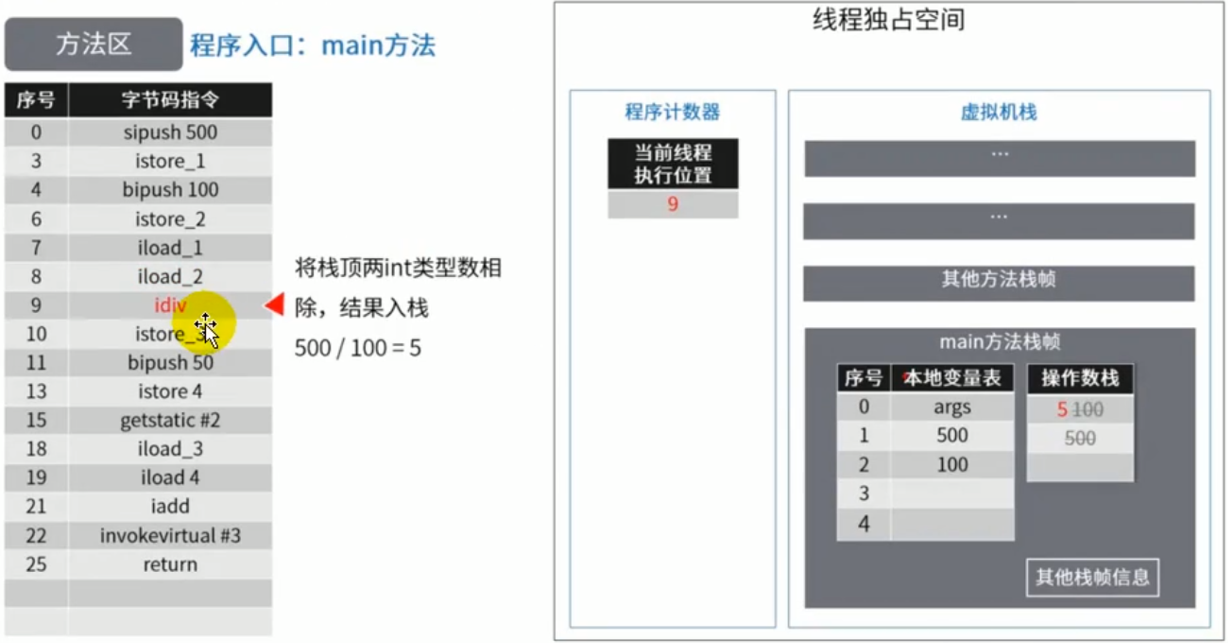 方法区 程序入口：main方法
序号 字节码指令
0 sipush 500
3 istore_1
4 bipush 100
6 istore_2
7 iload_1
8 iload_2
9 idiv
10 istore_3
11 bipush 50
13 istore 4
15 getstatic #2
18 iload_3
19 iload 4
21 iadd
22 invokevirtual #3
25 return
将栈顶两int类型数相
除，结果入栈
500 / 100 = 5
线程独占空间
程序计数器
当前线程
执行位置
9
虚拟机栈
...
...
其他方法栈帧
main方法栈帧
序号 本地变量表
0 args
1 500
2 100
3
4
操作数栈
5 100
500
其他栈帧信息